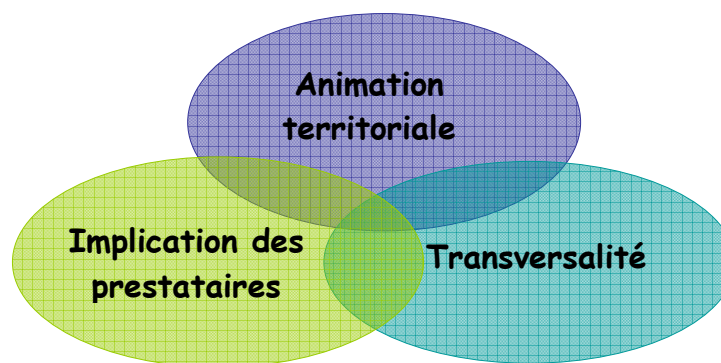 Animation
territoriale
Implication des
prestataires
Transversalité